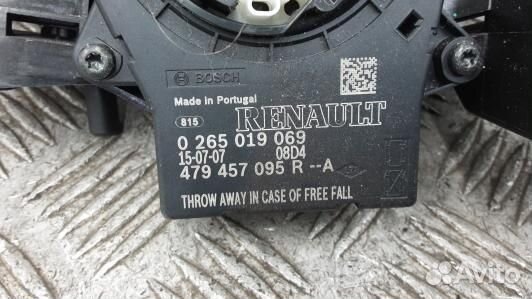 BOSCH
Made in Portugal
815
RENAULT
0 265 019 069
15-07-07 08D4
479 457 095 R --A
THROW AWAY IN CASE OF FREE FALL
Avito